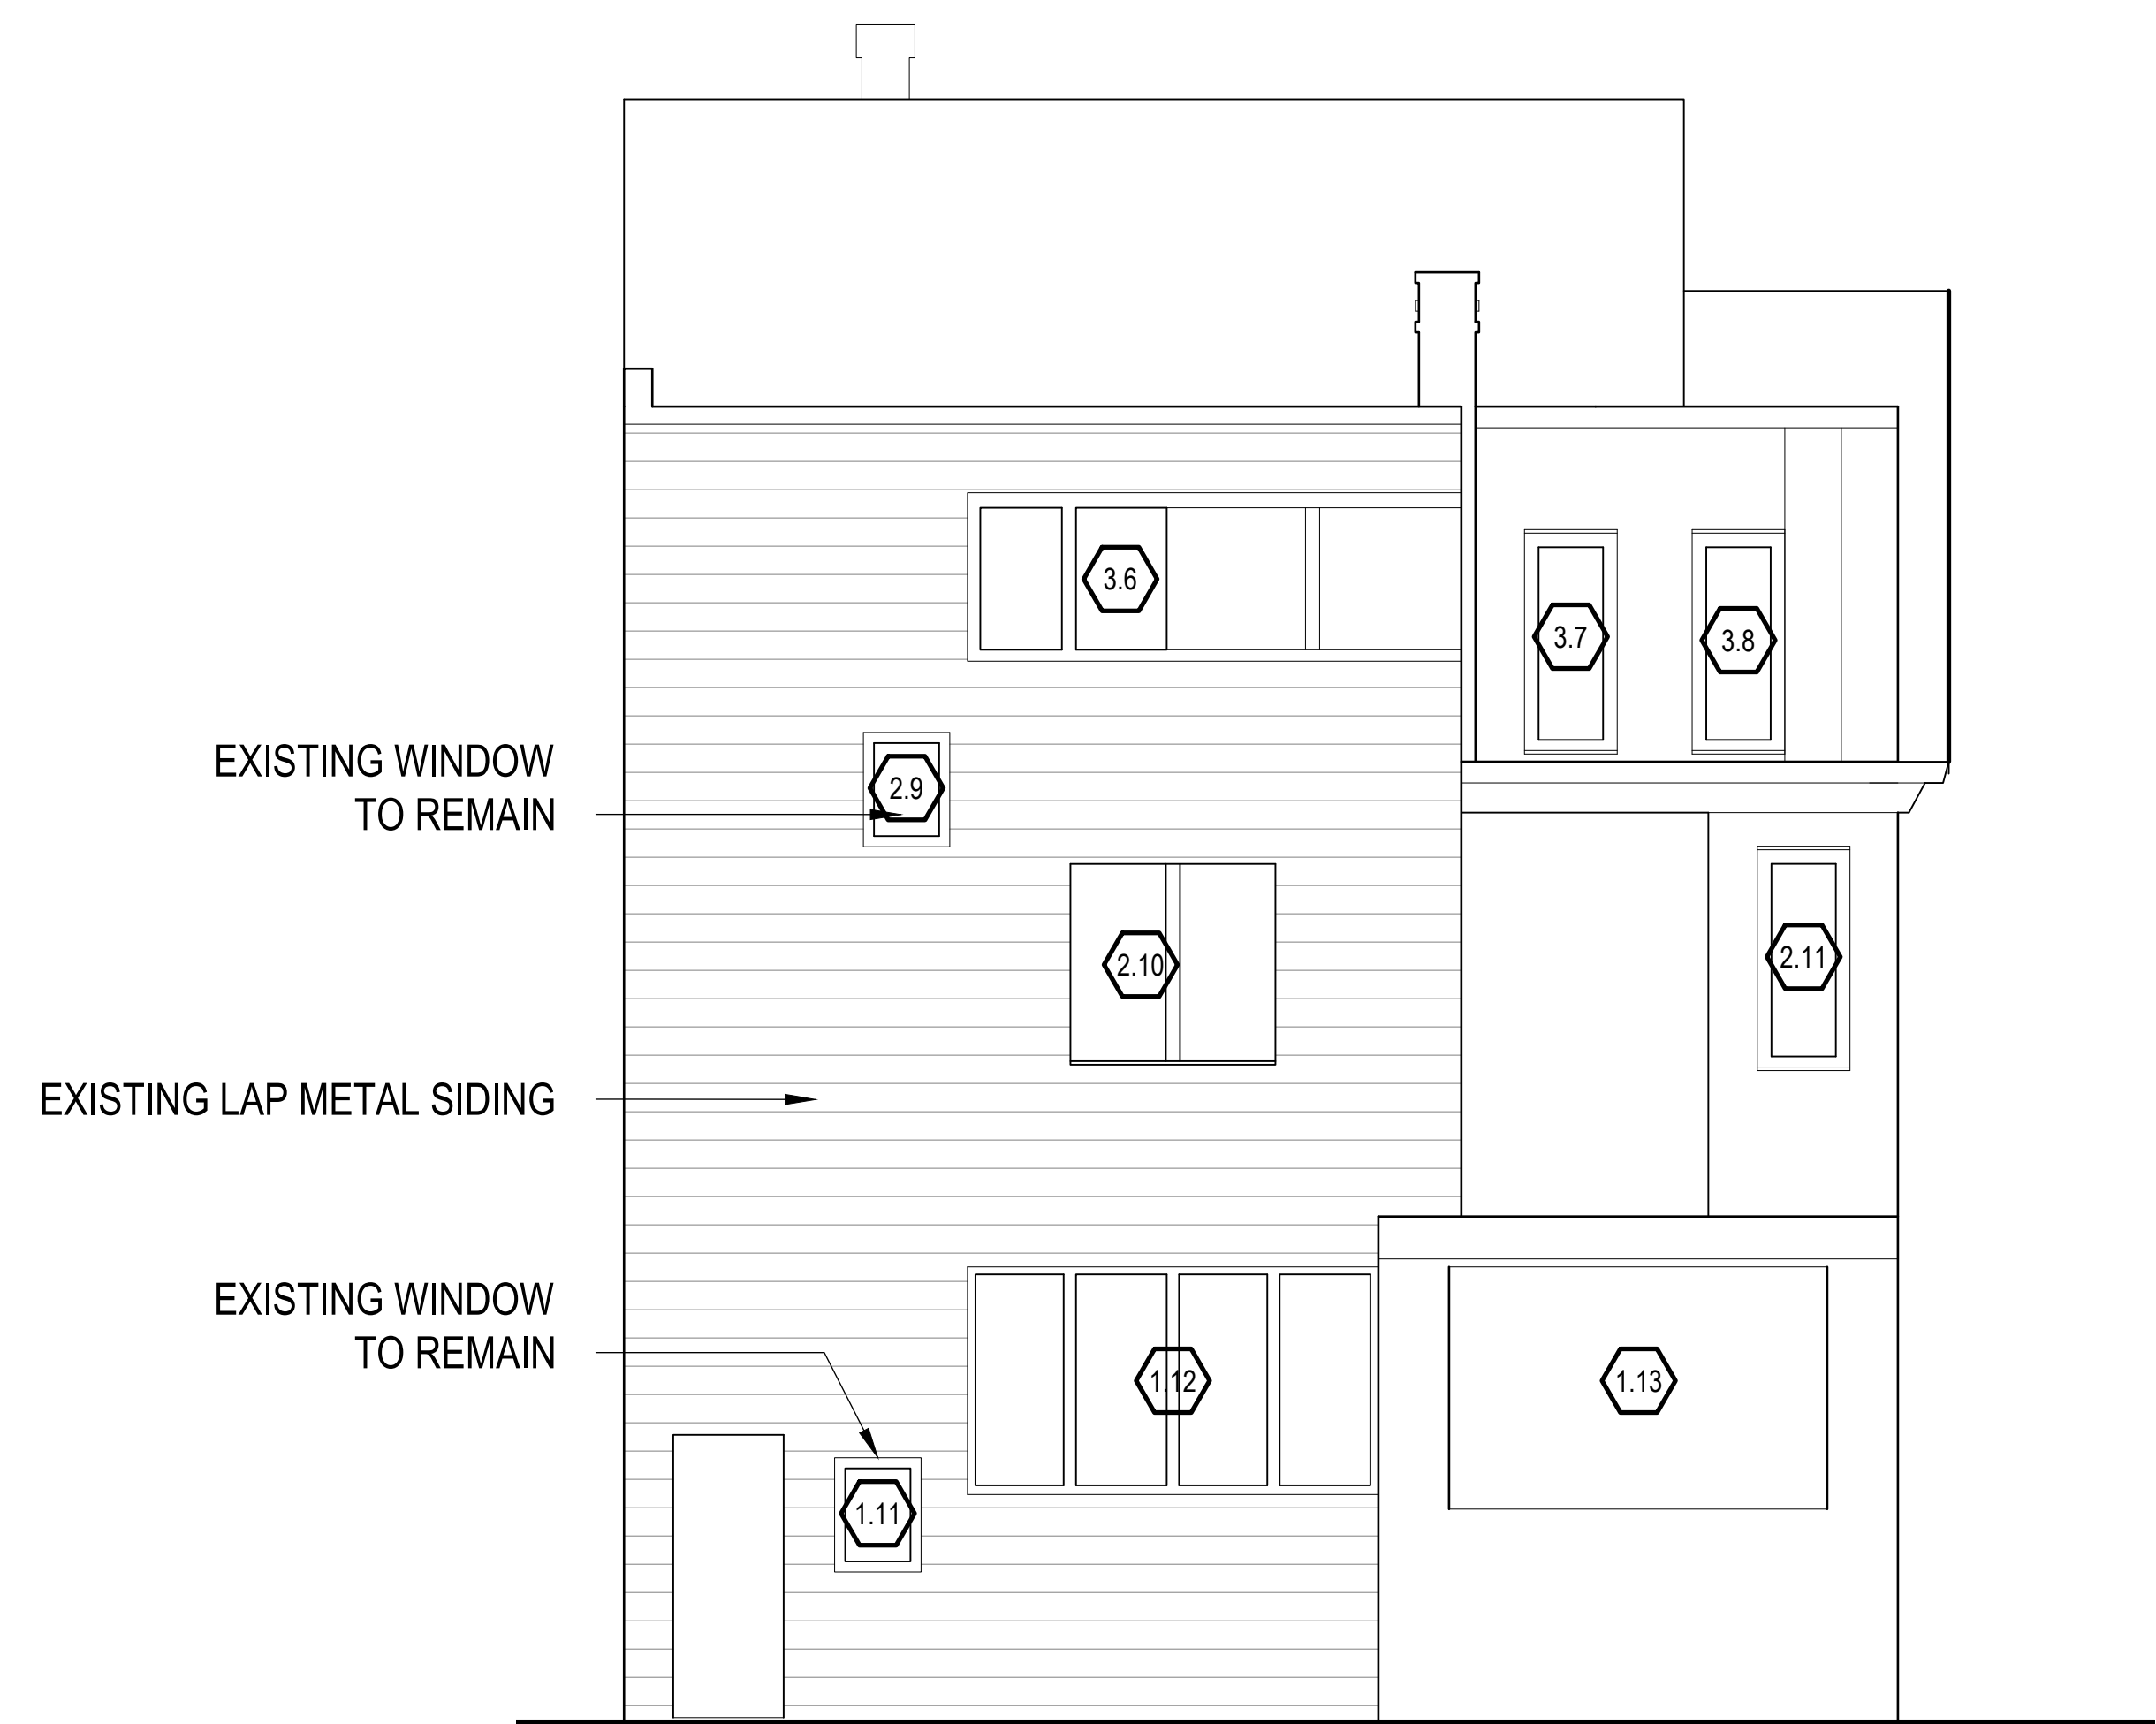 3.6
3.7
3.8
EXISTING WINDOW
TO REMAIN
2.9
2.10
2.11
EXISTING LAP METAL SIDING
EXISTING WINDOW
TO REMAIN
1.12
1.13
1.11